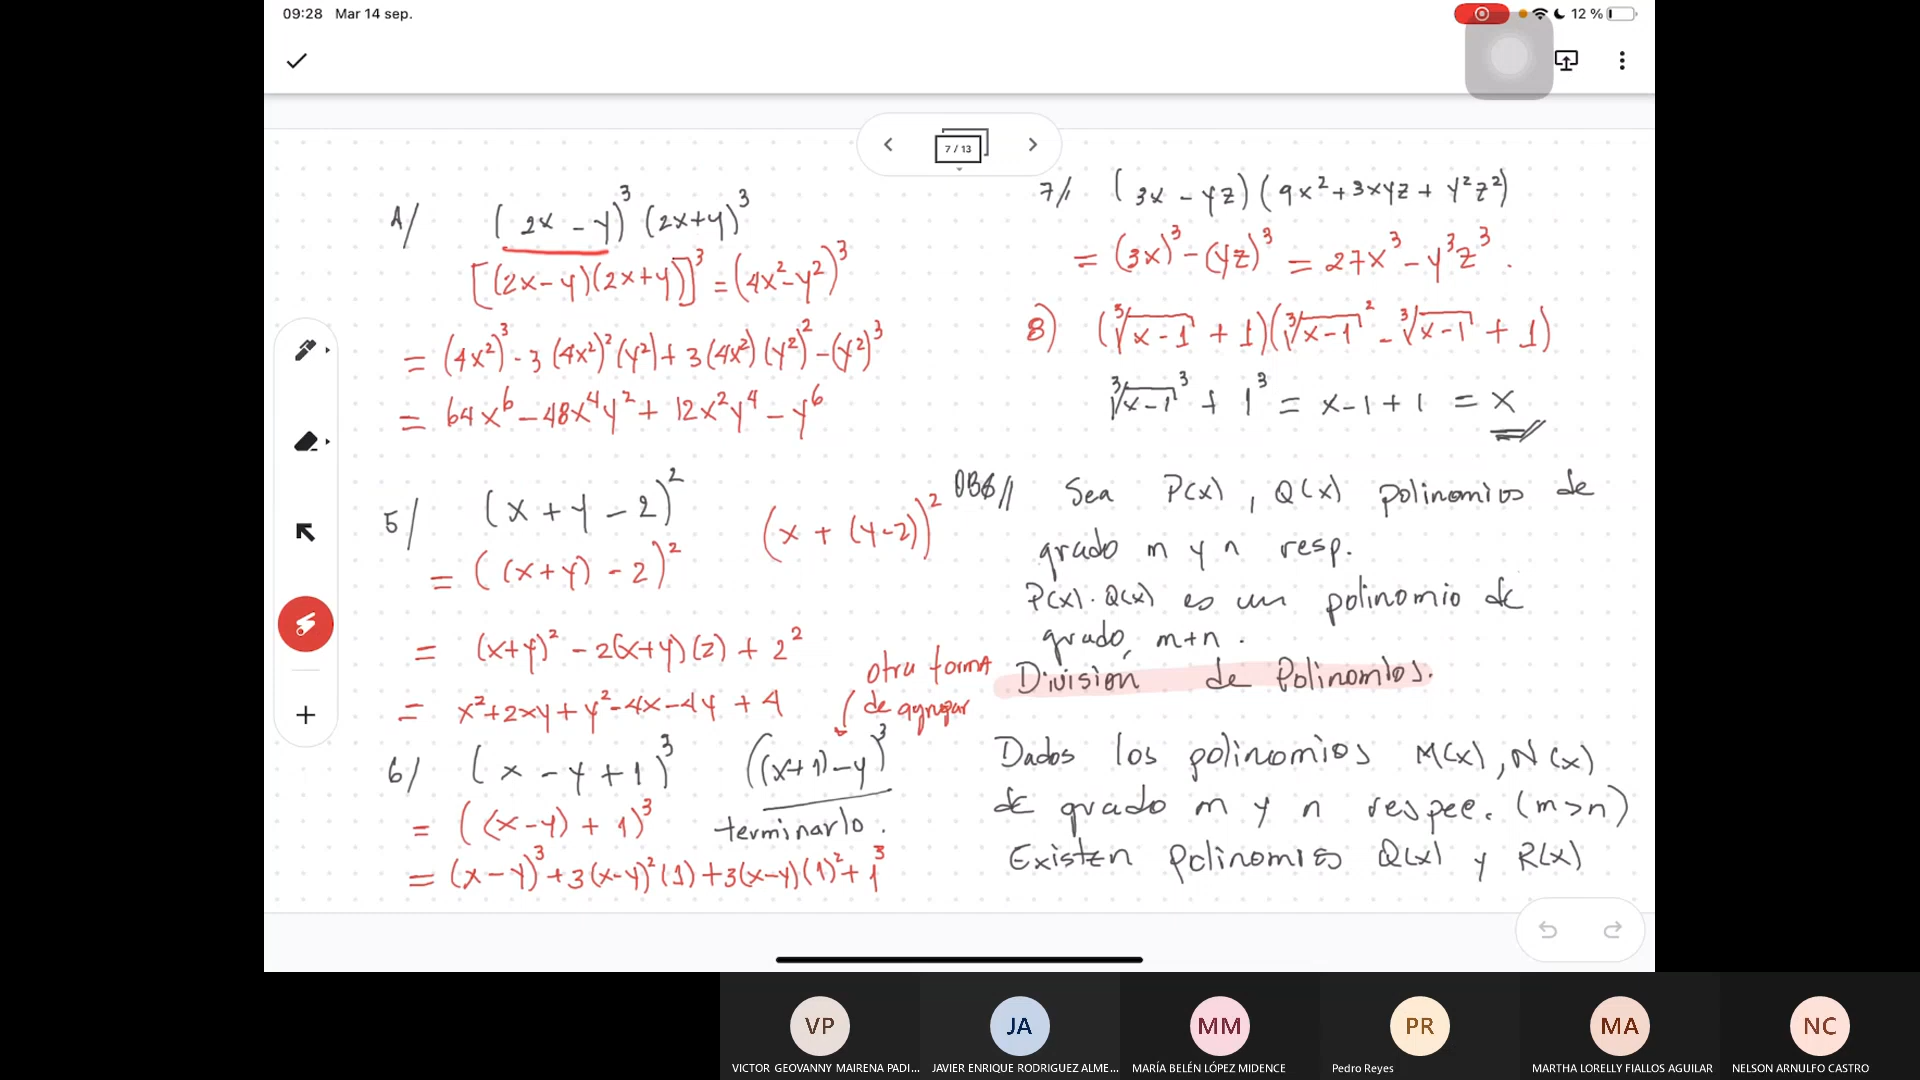 09:28 Mar 14 sep.
12 %
7 / 13
4/ (2x - y)³ (2x+y)³
[(2x-y)(2x+y)]³ = (4x²-y²)³
= (4x²)³ - 3 (4x²)² (y²) + 3 (4x²) (y²)² - (y²)³
= 64x⁶ - 48x⁴y² + 12x²y⁴ - y⁶
5/ (x + y - 2)²
(x + (y-2))²
= ((x+y) - 2)²
= (x+y)² - 2(x+y)(2) + 2²
= x²+2xy+y²-4x-4y+4
otra forma
de agrupar
6/ (x - y + 1)³ ((x+1)-y)³
= ((x-y) + 1)³
terminarlo.
= (x-y)³ + 3(x-y)²(1) + 3(x-y)(1)² + 1³
7// (3x - yz)(9x²+3xyz + y²z²)
= (3x)³ - (yz)³ = 27x³ - y³z³.
8) (∛x-1 + 1)(∛x-1² - ∛x-1 + 1)
∛x-1³ + 1³ = x-1+1 = x
OBS// Sea P(x), Q(x) polinomios de
grado m y n resp.
P(x)·Q(x) es un polinomio de
grado, m+n.
División de Polinomios.
Dados los polinomios M(x), N(x)
de grado m y n respec. (m>n)
Existen polinomios Q(x) y R(x)
VP JA MM PR MA NC
VICTOR GEOVANNY MAIRENA PADI... JAVIER ENRIQUE RODRIGUEZ ALME... MARÍA BELÉN LÓPEZ MIDENCE Pedro Reyes MARTHA LORELLY FIALLOS AGUILAR NELSON ARNULFO CASTRO